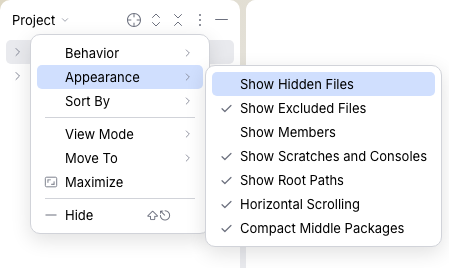 Project
Behavior
Appearance
Sort By
View Mode
Move To
Maximize
Hide
Show Hidden Files
Show Excluded Files
Show Members
Show Scratches and Consoles
Show Root Paths
Horizontal Scrolling
Compact Middle Packages